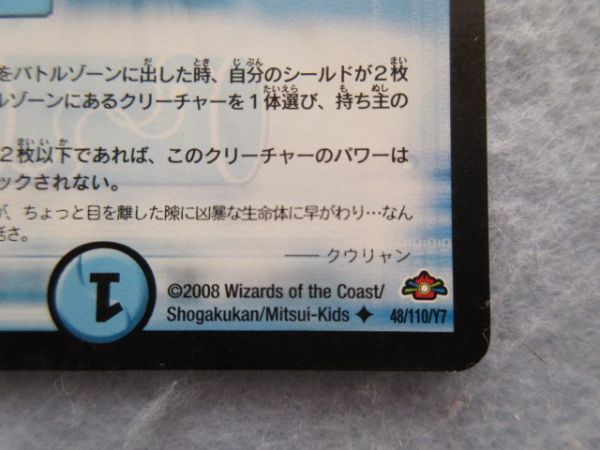 をバトルゾーンに出した時、自分のシールドが2枚
ルゾーンにあるクリーチャーを1体選び、持ち主の
2枚以下であれば、このクリーチャーのパワーは
ックされない。
が、ちょっと目を離した隙に凶暴な生命体に早がわり…なん
活さ。
── クウリャン
1
©2008 Wizards of the Coast/
Shogakukan/Mitsui-Kids
48/110/Y7